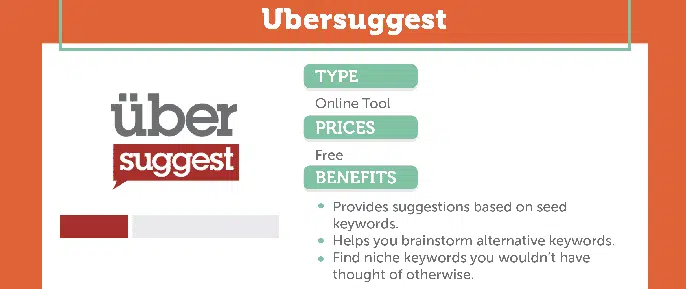 Ubersuggest
über
suggest
TYPE
Online Tool
PRICES
Free
BENEFITS
Provides suggestions based on seed
keywords.
Helps you brainstorm alternative keywords.
Find niche keywords you wouldn't have
thought of otherwise.